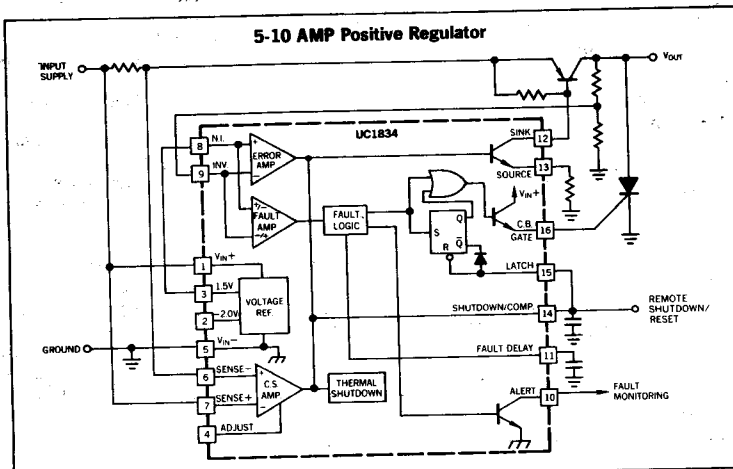 5-10 AMP Positive Regulator
INPUT
SUPPLY
VOUT
UC1834
8
N.I.
+
ERROR
AMP
-
SINK
12
9
INV.
13
SOURCE
+/-
FAULT
AMP
-/+
FAULT
LOGIC
VIN+
C.B.
GATE
16
S
Q
R
Q
1
VIN+
LATCH
15
3
1.5V
VOLTAGE
REF.
2
2.0V
SHUTDOWN/COMP.
14
REMOTE
SHUTDOWN/
RESET
GROUND
5
VIN-
FAULT DELAY
11
6
SENSE-
+
C.S.
AMP
-
7
SENSE+
THERMAL
SHUTDOWN
ALERT
10
FAULT
MONITORING
4
ADJUST